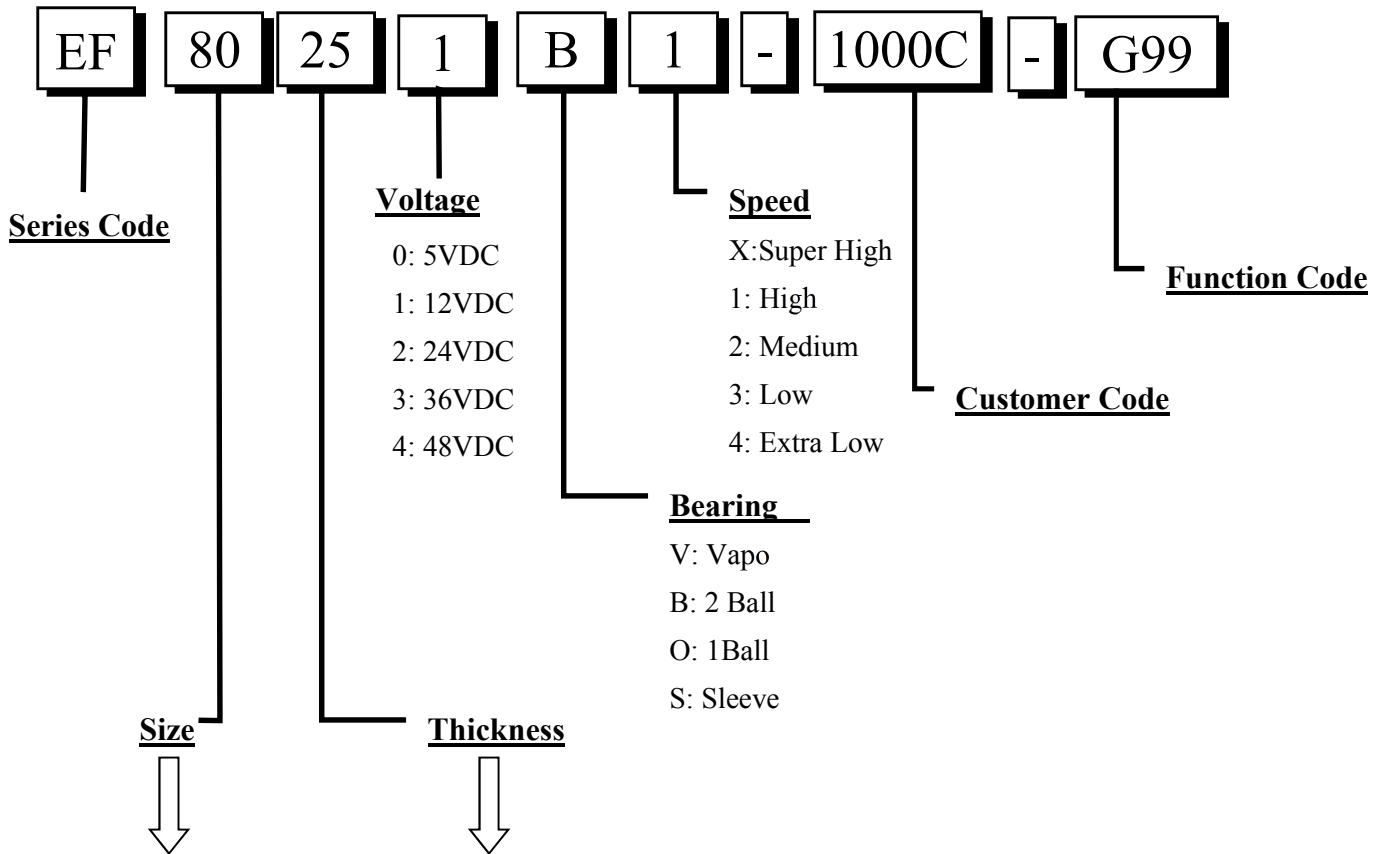 EF 80 25 1 B 1 - 1000C - G99
Series Code
Voltage
0: 5VDC
1: 12VDC
2: 24VDC
3: 36VDC
4: 48VDC
Speed
X:Super High
1: High
2: Medium
3: Low
4: Extra Low
Function Code
Customer Code
Bearing
V: Vapo
B: 2 Ball
O: 1Ball
S: Sleeve
Size
Thickness